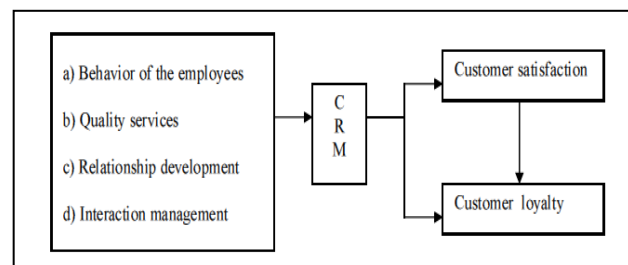 a) Behavior of the employees
b) Quality services
c) Relationship development
d) Interaction management
C
R
M
Customer satisfaction
Customer loyalty